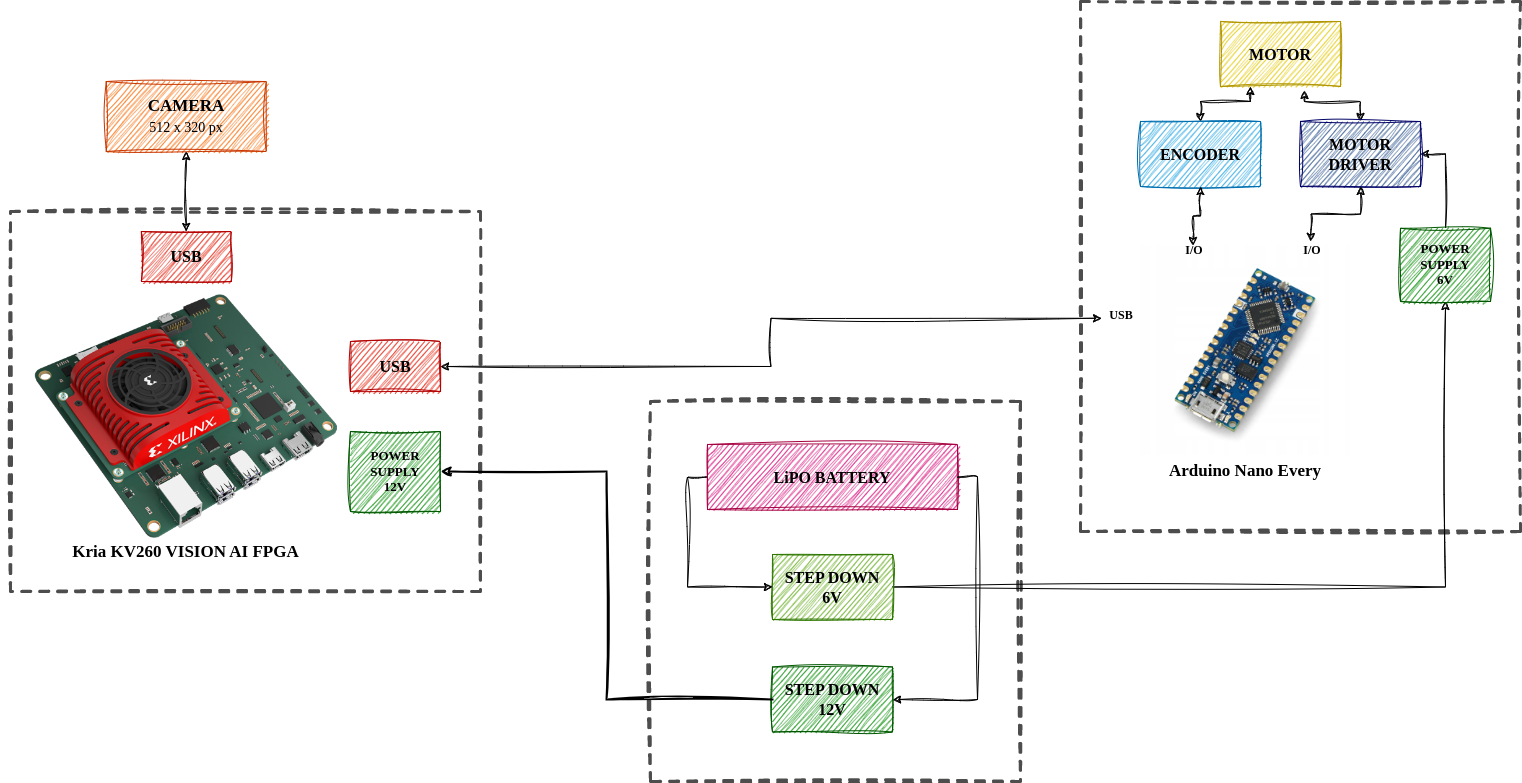 CAMERA
512 x 320 px
USB
XILINX
USB
POWER
SUPPLY
12V
Kria KV260 VISION AI FPGA
LiPO BATTERY
STEP DOWN
6V
STEP DOWN
12V
MOTOR
ENCODER
MOTOR
DRIVER
I/O
I/O
POWER
SUPPLY
6V
USB
Arduino Nano Every